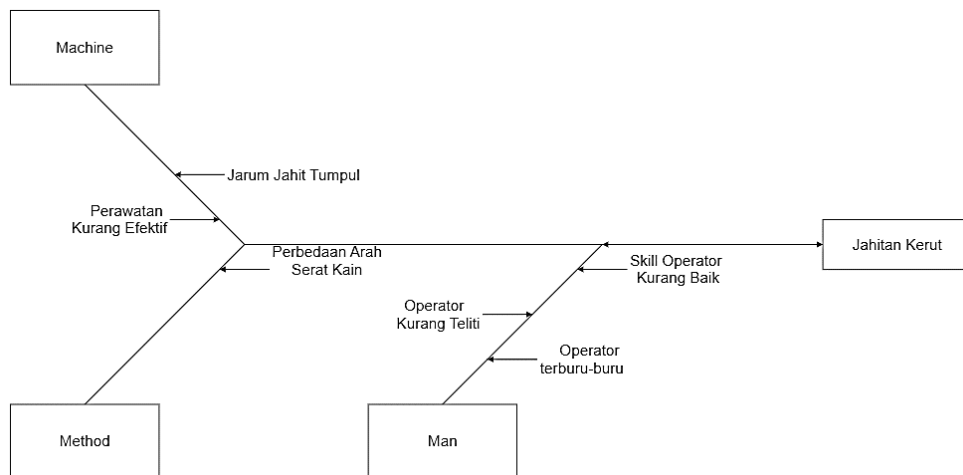 Machine
Jarum Jahit Tumpul
Perawatan
Kurang Efektif
Perbedaan Arah
Serat Kain
Skill Operator
Kurang Baik
Jahitan Kerut
Operator
Kurang Teliti
Operator
terburu-buru
Method
Man